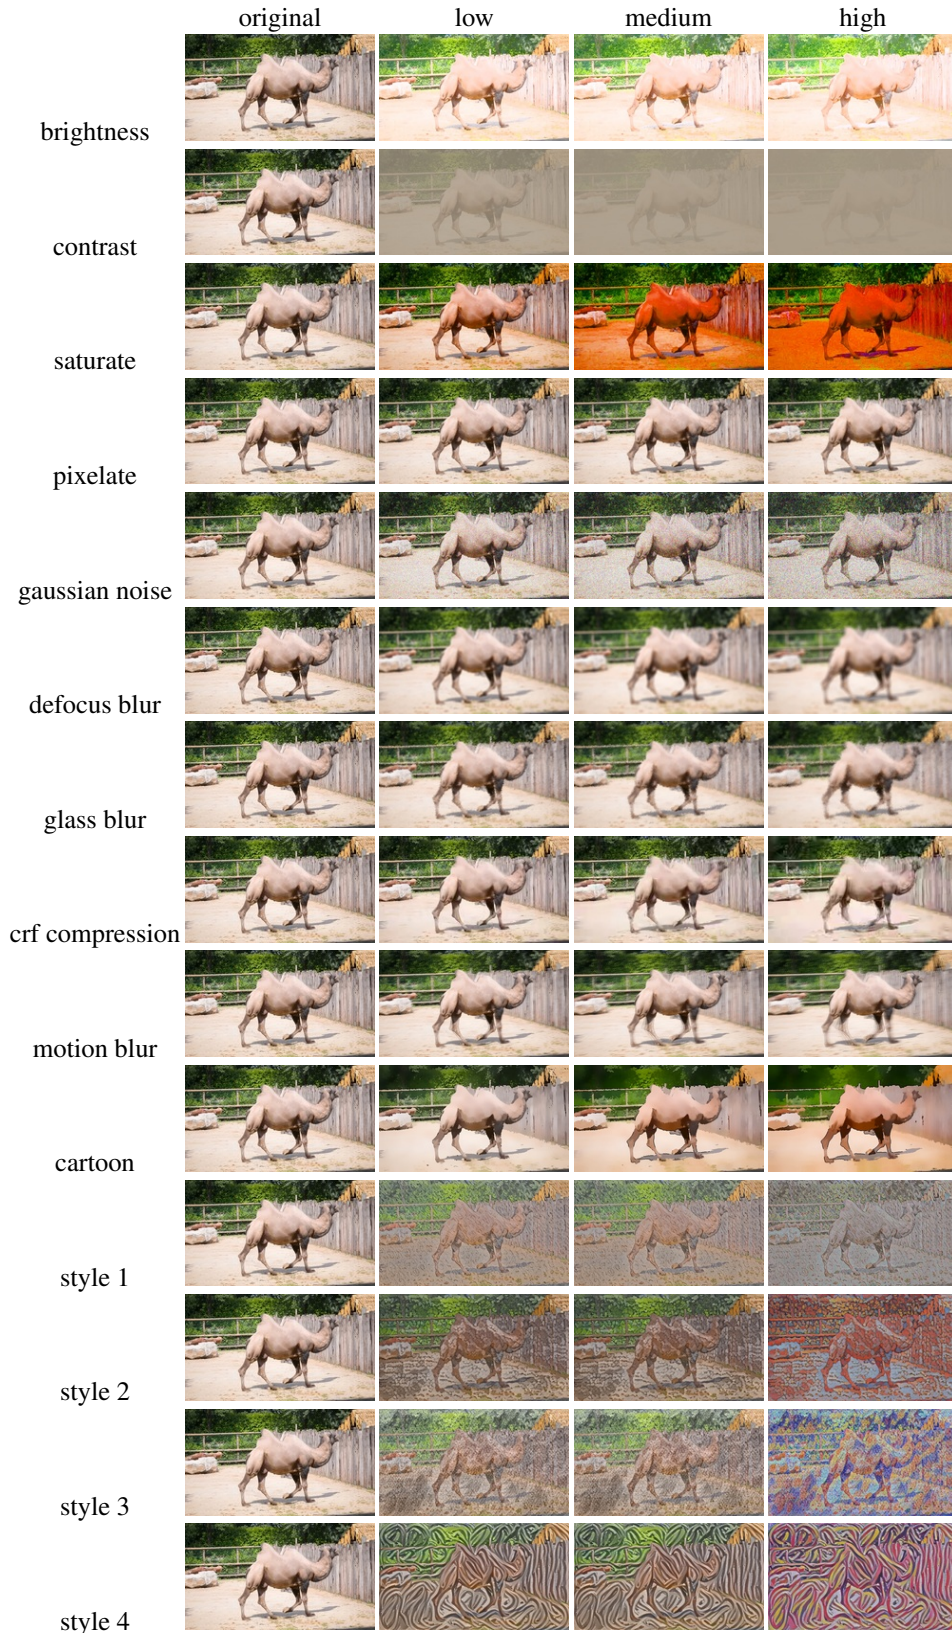 original low medium high
brightness
contrast
saturate
pixelate
gaussian noise
defocus blur
glass blur
crf compression
motion blur
cartoon
style 1
style 2
style 3
style 4